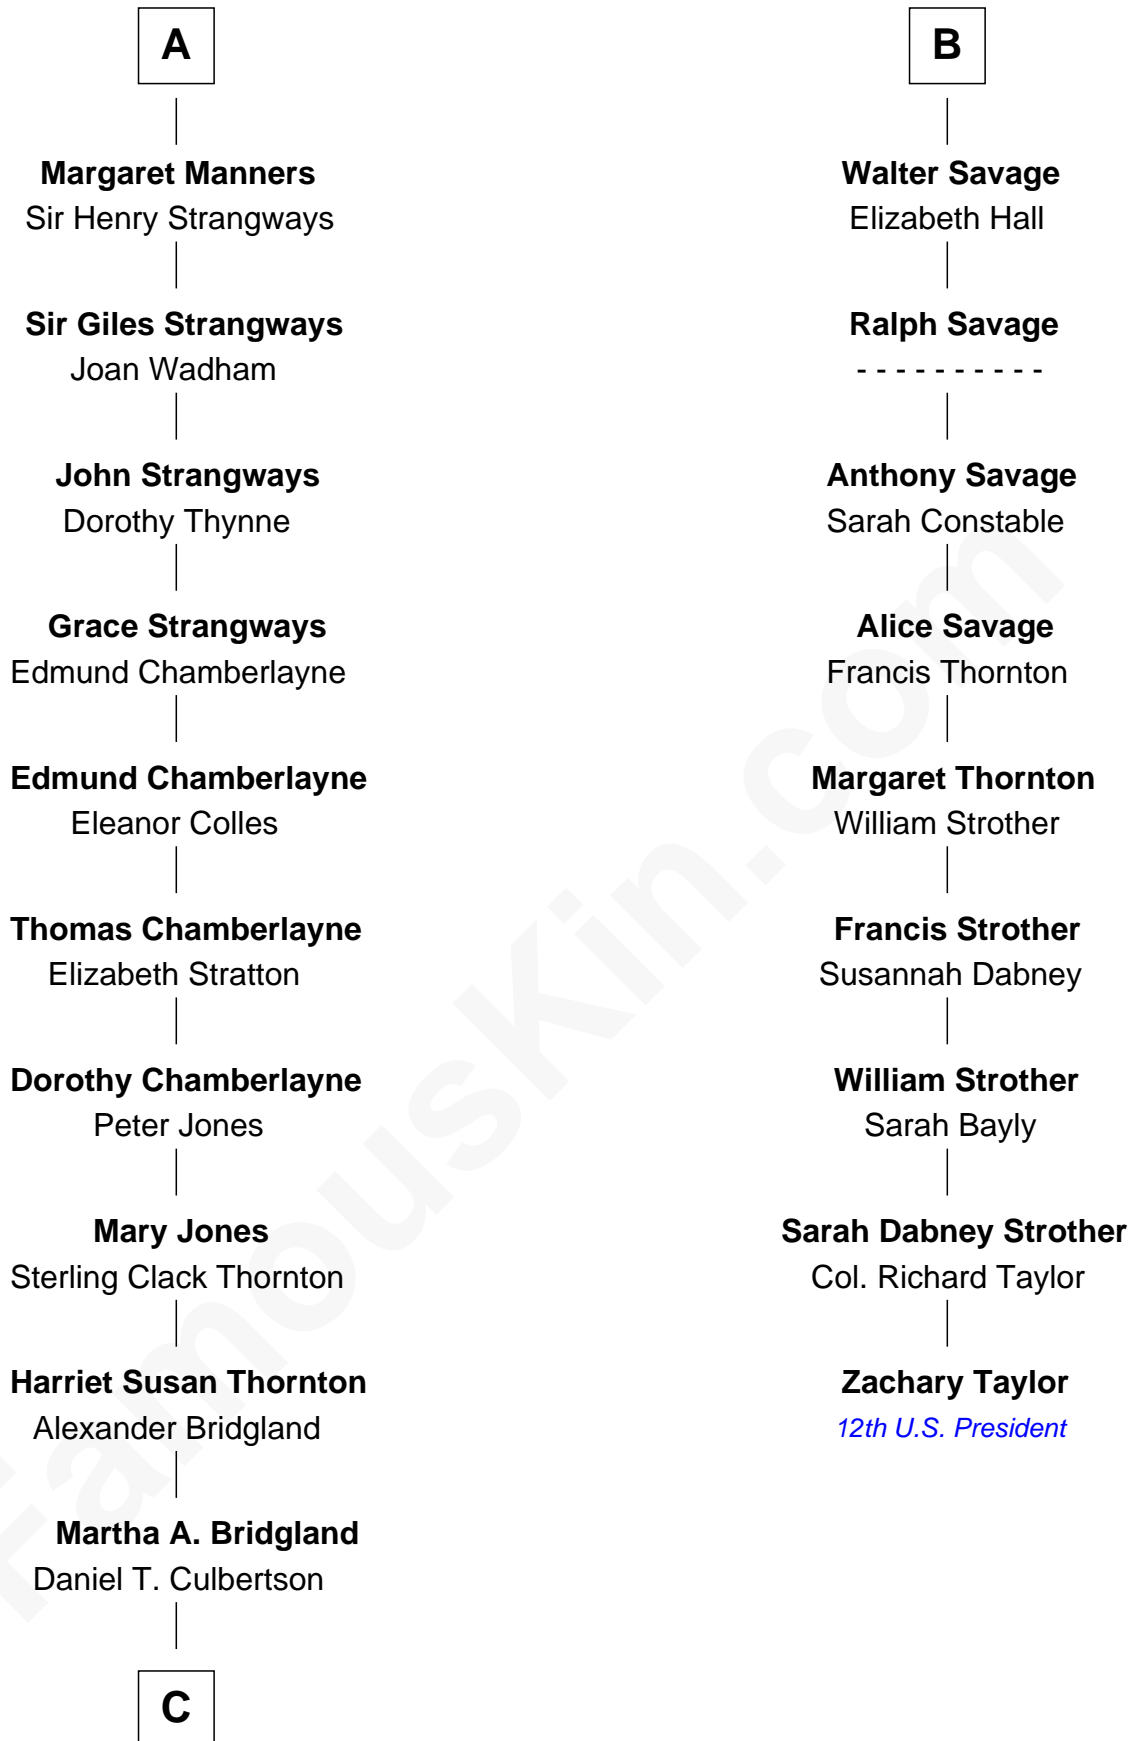 A
Margaret Manners
Sir Henry Strangways
Sir Giles Strangways
Joan Wadham
John Strangways
Dorothy Thynne
Grace Strangways
Edmund Chamberlayne
Edmund Chamberlayne
Eleanor Colles
Thomas Chamberlayne
Elizabeth Stratton
Dorothy Chamberlayne
Peter Jones
Mary Jones
Sterling Clack Thornton
Harriet Susan Thornton
Alexander Bridgland
Martha A. Bridgland
Daniel T. Culbertson
C
B
Walter Savage
Elizabeth Hall
Ralph Savage
- - - - - - - - - -
Anthony Savage
Sarah Constable
Alice Savage
Francis Thornton
Margaret Thornton
William Strother
Francis Strother
Susannah Dabney
William Strother
Sarah Bayly
Sarah Dabney Strother
Col. Richard Taylor
Zachary Taylor
12th U.S. President
FamousKin.com